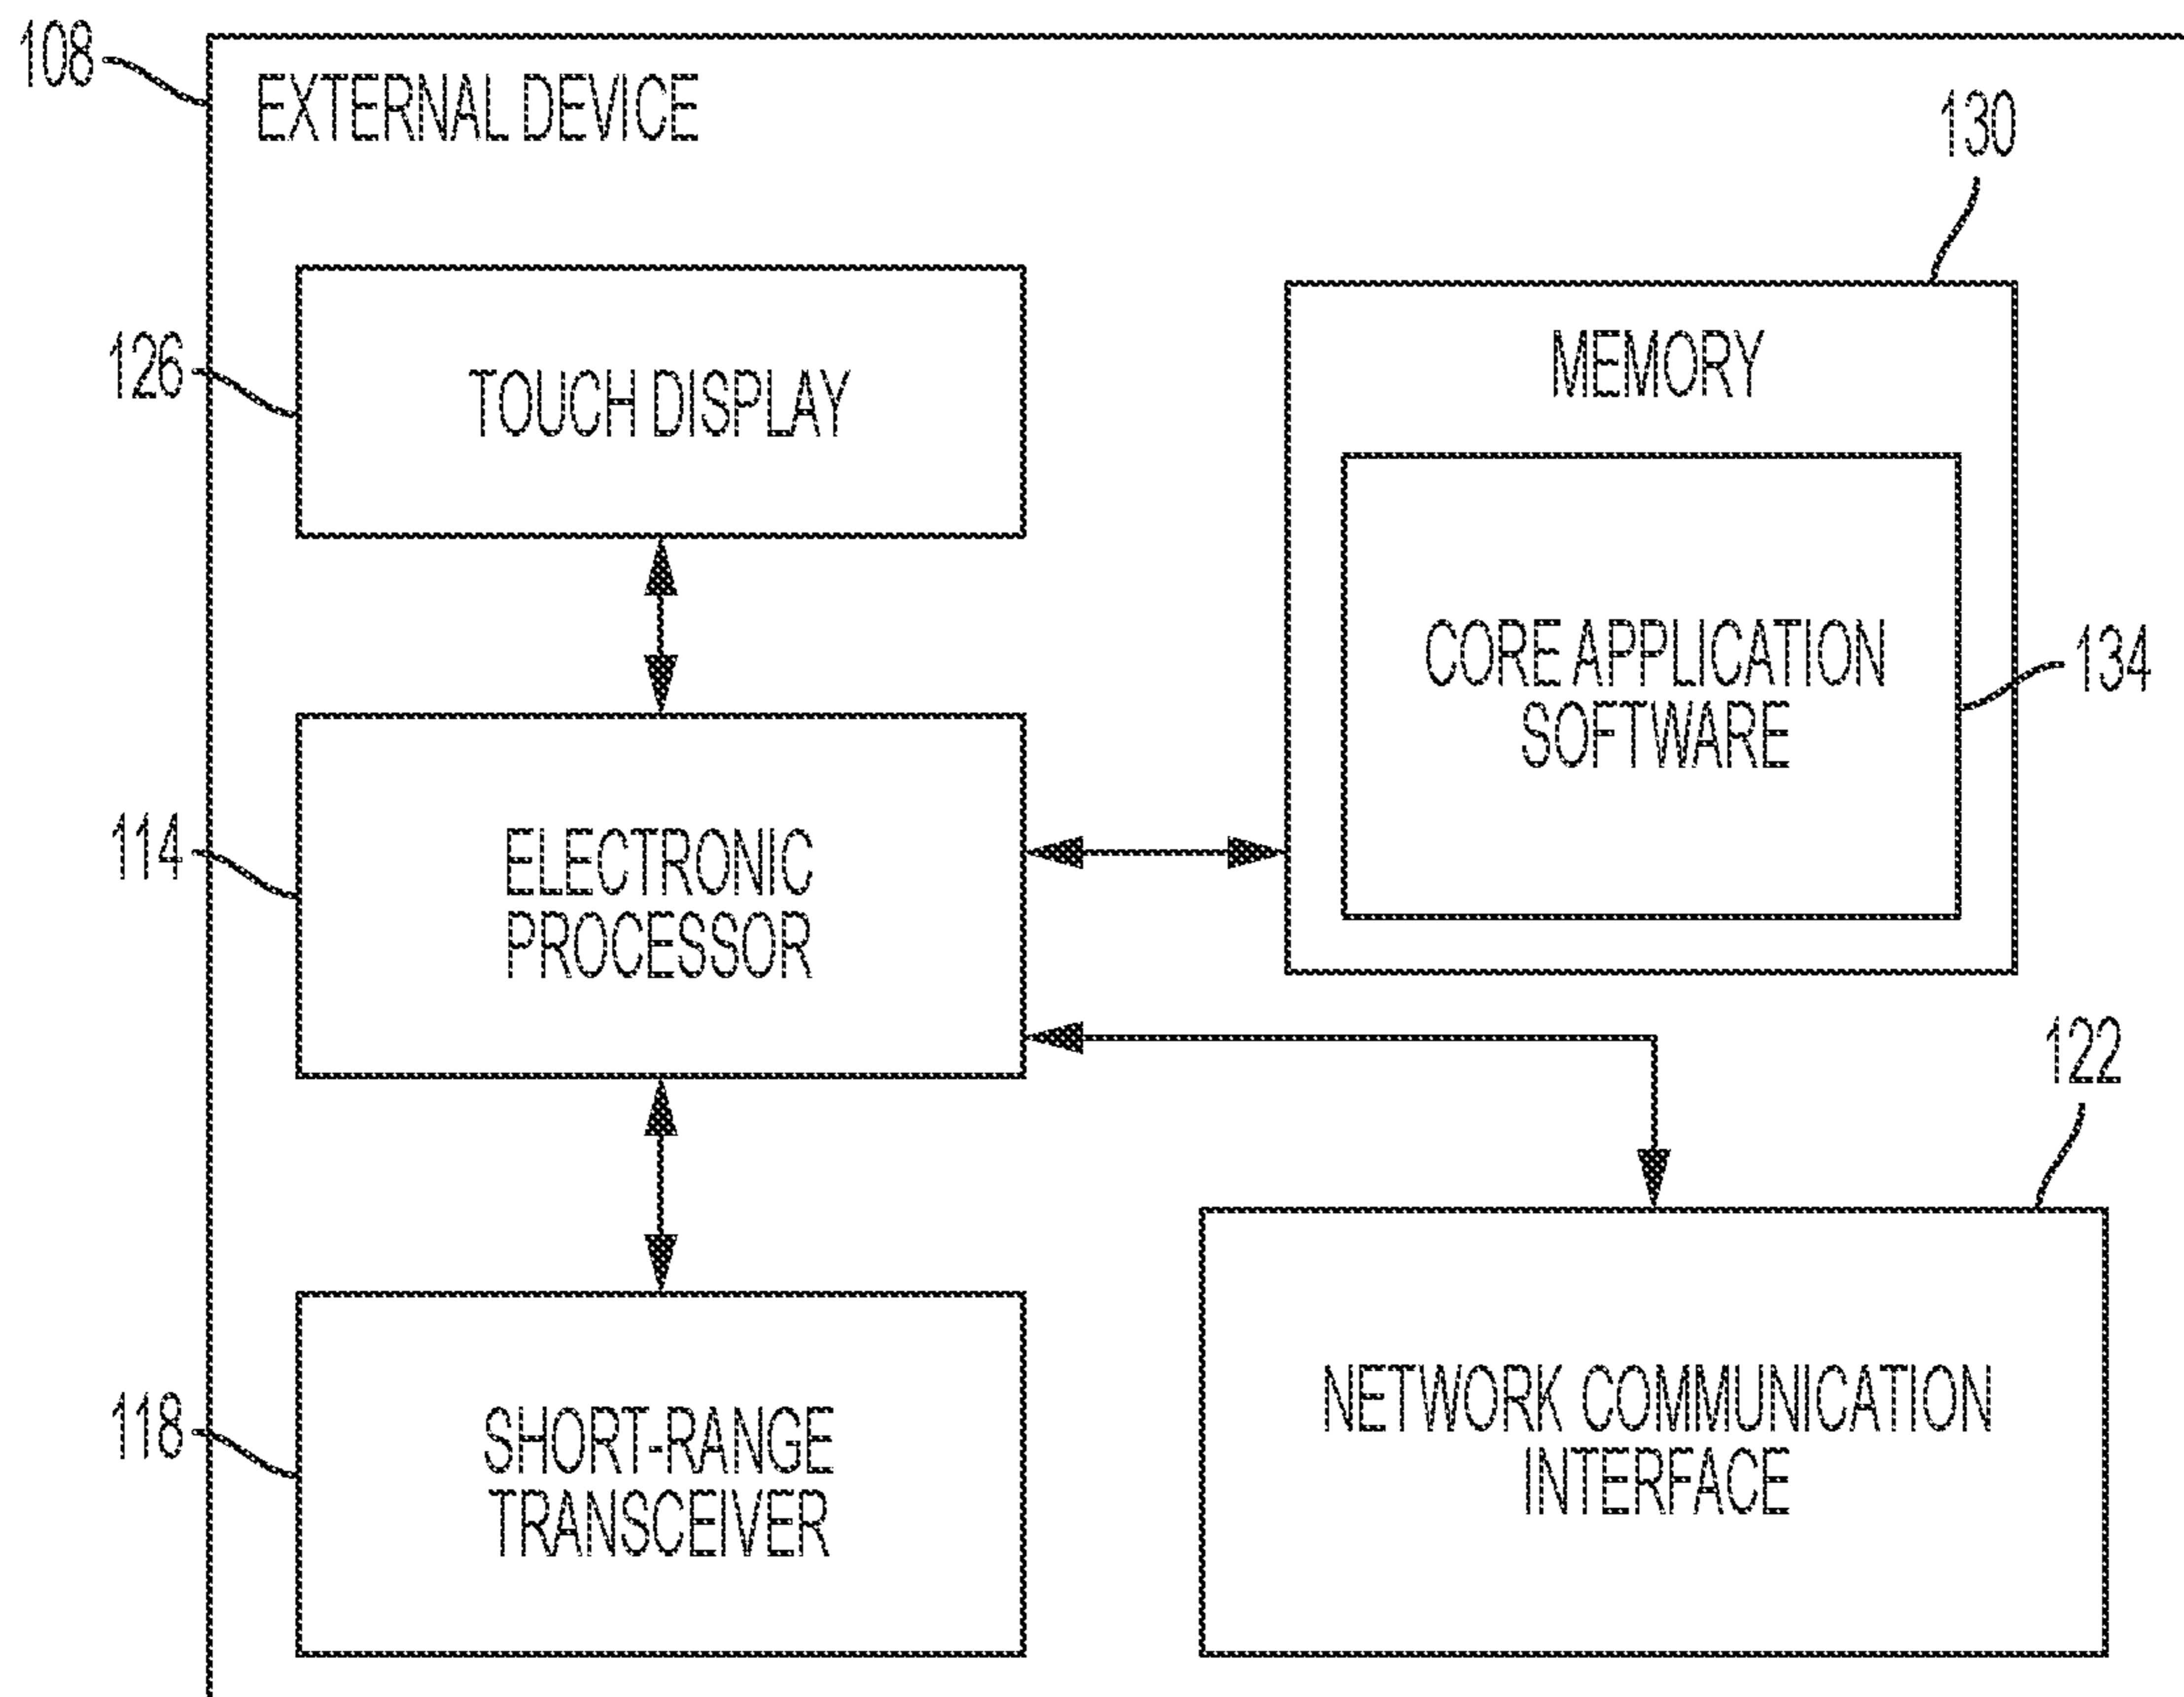 108
EXTERNAL DEVICE
130
126
TOUCH DISPLAY
MEMORY
CORE APPLICATION
SOFTWARE
134
114
ELECTRONIC
PROCESSOR
122
118
SHORT-RANGE
TRANSCEIVER
NETWORK COMMUNICATION
INTERFACE